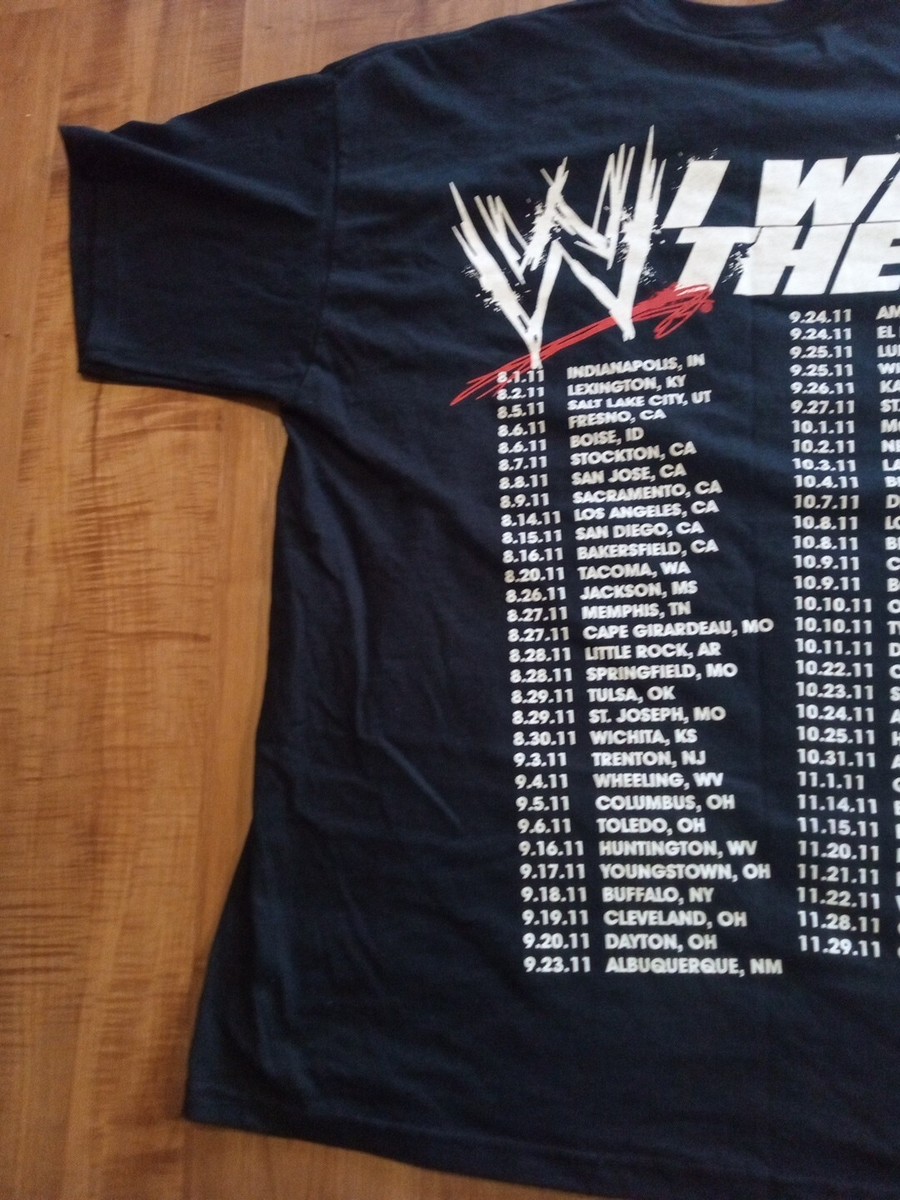 W
I W
THE
8.1.11 INDIANAPOLIS, IN
8.2.11 LEXINGTON, KY
8.5.11 SALT LAKE CITY, UT
8.6.11 FRESNO, CA
8.6.11 BOISE, ID
8.7.11 STOCKTON, CA
8.8.11 SAN JOSE, CA
8.9.11 SACRAMENTO, CA
8.14.11 LOS ANGELES, CA
8.15.11 SAN DIEGO, CA
8.16.11 BAKERSFIELD, CA
8.20.11 TACOMA, WA
8.26.11 JACKSON, MS
8.27.11 MEMPHIS, TN
8.27.11 CAPE GIRARDEAU, MO
8.28.11 LITTLE ROCK, AR
8.28.11 SPRINGFIELD, MO
8.29.11 TULSA, OK
8.29.11 ST. JOSEPH, MO
8.30.11 WICHITA, KS
9.3.11 TRENTON, NJ
9.4.11 WHEELING, WV
9.5.11 COLUMBUS, OH
9.6.11 TOLEDO, OH
9.16.11 HUNTINGTON, WV
9.17.11 YOUNGSTOWN, OH
9.18.11 BUFFALO, NY
9.19.11 CLEVELAND, OH
9.20.11 DAYTON, OH
9.23.11 ALBUQUERQUE, NM
9.24.11 AM
9.24.11 EL
9.25.11 LU
9.25.11 WI
9.26.11 KA
9.27.11 ST.
10.1.11 MO
10.2.11 NE
10.3.11 LA
10.4.11
10.7.11 D
10.8.11 LO
10.8.11
10.9.11 C
10.9.11
10.10.11 O
10.10.11 TY
10.11.11 D
10.22.11
10.23.11 S
10.24.11 A
10.25.11 H
10.31.11 A
11.1.11
11.14.11
11.15.11
11.20.11
11.21.11
11.22.11
11.28.11
11.29.11